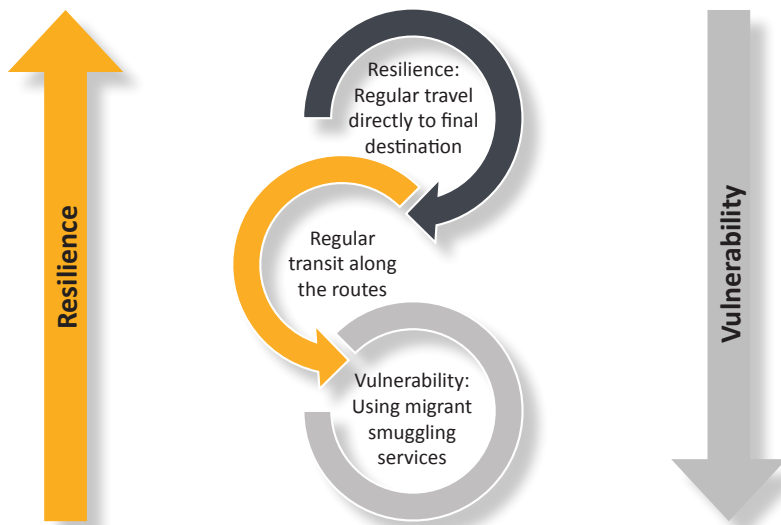 Resilience
Resilience:
Regular travel
directly to final
destination
Regular
transit along
the routes
Vulnerability:
Using migrant
smuggling
services
Vulnerability